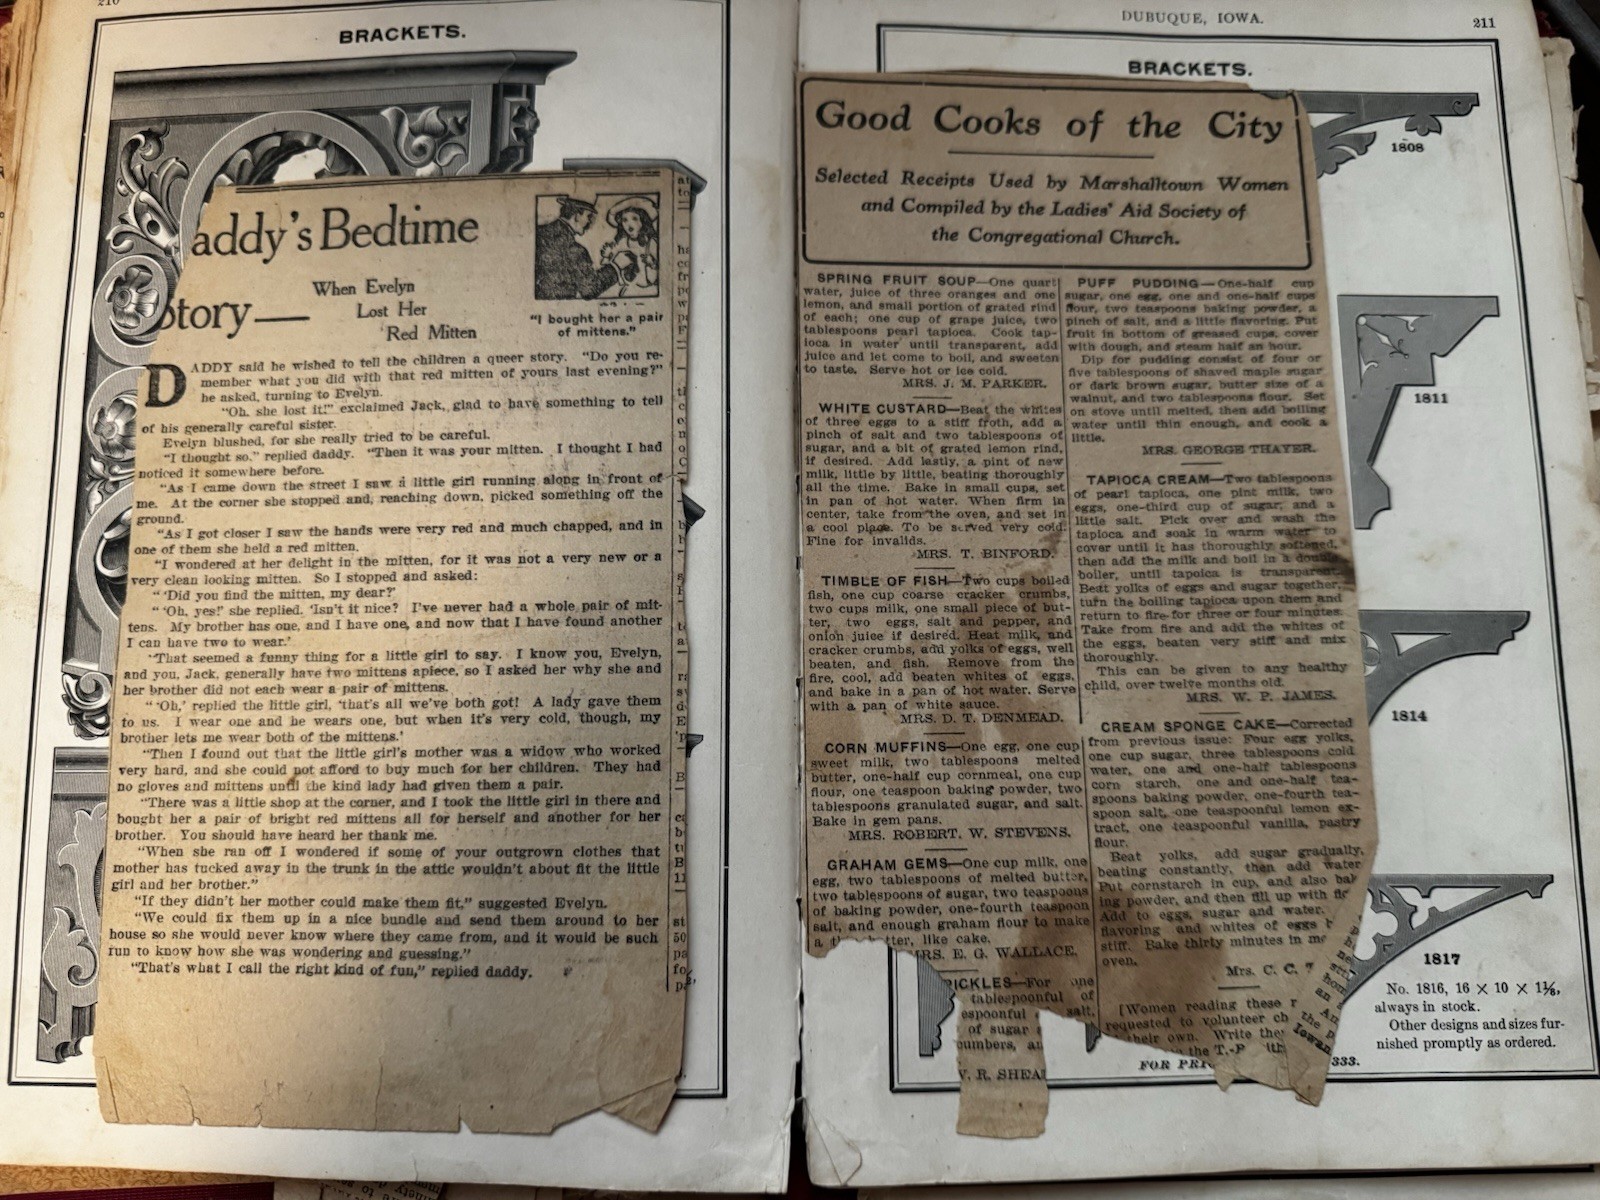 210
BRACKETS.
addy's Bedtime
Story—
When Evelyn
Lost Her
Red Mitten
"I bought her a pair
of mittens."
DADDY said he wished to tell the children a queer story. "Do you re-
member what you did with that red mitten of yours last evening?"
he asked, turning to Evelyn.
"Oh, she lost it!" exclaimed Jack, glad to have something to tell
of his generally careful sister.
Evelyn blushed, for she really tried to be careful.
"I thought so," replied daddy. "Then it was your mitten. I thought I had
noticed it somewhere before.
"As I came down the street I saw a little girl running along in front of
me. At the corner she stopped and, reaching down, picked something off the
ground.
"As I got closer I saw the hands were very red and much chapped, and in
one of them she held a red mitten.
"I wondered at her delight in the mitten, for it was not a very new or a
very clean looking mitten. So I stopped and asked:
"'Did you find the mitten, my dear?'
"'Oh, yes!' she replied. 'Isn't it nice? I've never had a whole pair of mit-
tens. My brother has one, and I have one, and now that I have found another
I can have two to wear.'
"That seemed a funny thing for a little girl to say. I know you, Evelyn,
and you, Jack, generally have two mittens apiece, so I asked her why she and
her brother did not each wear a pair of mittens.
"'Oh,' replied the little girl, 'that's all we've both got! A lady gave them
to us. I wear one and he wears one, but when it's very cold, though, my
brother lets me wear both of the mittens.'
"Then I found out that the little girl's mother was a widow who worked
very hard, and she could not afford to buy much for her children. They had
no gloves and mittens until the kind lady had given them a pair.
"There was a little shop at the corner, and I took the little girl in there and
bought her a pair of bright red mittens all for herself and another for her
brother. You should have heard her thank me.
"When she ran off I wondered if some of your outgrown clothes that
mother has tucked away in the trunk in the attic wouldn't about fit the little
girl and her brother."
"If they didn't her mother could make them fit," suggested Evelyn.
"We could fix them up in a nice bundle and send them around to her
house so she would never know where they came from, and it would be such
fun to know how she was wondering and guessing."
"That's what I call the right kind of fun," replied daddy.
DUBUQUE, IOWA.
211
BRACKETS.
Good Cooks of the City
Selected Receipts Used by Marshalltown Women
and Compiled by the Ladies' Aid Society of
the Congregational Church.
SPRING FRUIT SOUP—One quart
water, juice of three oranges and one
lemon, and small portion of grated rind
of each; one cup of grape juice, two
tablespoons pearl tapioca. Cook tap-
ioca in water until transparent, add
juice and let come to boil, and sweeten
to taste. Serve hot or ice cold.
MRS. J. M. PARKER.
WHITE CUSTARD—Beat the whites
of three eggs to a stiff froth, add a
pinch of salt and two tablespoons of
sugar, and a bit of grated lemon rind,
if desired. Add lastly, a pint of new
milk, little by little, beating thoroughly
all the time. Bake in small cups, set
in pan of hot water. When firm in
center, take from the oven, and set in
a cool place. To be served very cold.
Fine for invalids.
MRS. T. BINFORD.
TIMBLE OF FISH—Two cups boiled
fish, one cup coarse cracker crumbs,
two cups milk, one small piece of but-
ter, two eggs, salt and pepper, and
onion juice if desired. Heat milk, and
cracker crumbs, add yolks of eggs, well
beaten, and fish. Remove from the
fire, cool, add beaten whites of eggs,
and bake in a pan of hot water. Serve
with a pan of white sauce.
MRS. D. T. DENMEAD.
CORN MUFFINS—One egg, one cup
sweet milk, two tablespoons melted
butter, one-half cup cornmeal, one cup
flour, one teaspoon baking powder, two
tablespoons granulated sugar, and salt.
Bake in gem pans.
MRS. ROBERT. W. STEVENS.
GRAHAM GEMS—One cup milk, one
egg, two tablespoons of melted butter,
two tablespoons of sugar, two teaspoons
of baking powder, one-fourth teaspoon
salt, and enough graham flour to make
a tter, like cake.
MRS. E. G. WALLACE.
PICKLES—For one
tablespoonful of
espoonful salt,
of sugar
cumbers,
V. R. SHEA
PUFF PUDDING—One-half cup
sugar, one egg, one and one-half cups
flour, two teaspoons baking powder, a
pinch of salt, and a little flavoring. Put
fruit in bottom of greased cups, cover
with dough, and steam half an hour.
Dip for pudding consist of four or
five tablespoons of shaved maple sugar
or dark brown sugar, butter size of a
walnut, and two tablespoons flour. Set
on stove until melted, then add boiling
water until thin enough, and cook a
little.
MRS. GEORGE THAYER.
TAPIOCA CREAM—Two tablespoons
of pearl tapioca, one pint milk, two
eggs, one-third cup of sugar, and a
little salt. Pick over and wash the
tapioca and soak in warm water to
cover until it has thoroughly softened,
then add the milk and boil in a double
boiler, until tapoica is transparent.
Beat yolks of eggs and sugar together,
turn the boiling tapioca upon them and
return to fire for three or four minutes.
Take from fire and add the whites of
the eggs, beaten very stiff and mix
thoroughly.
This can be given to any healthy
child, over twelve months old.
MRS. W. P. JAMES.
CREAM SPONGE CAKE—Corrected
from previous issue: Four egg yolks,
one cup sugar, three tablespoons cold
water, one and one-half tablespoons
corn starch, one and one-half tea-
spoons baking powder, one-fourth tea-
spoon salt, one teaspoonful lemon ex-
tract, one teaspoonful vanilla, pastry
flour.
Beat yolks, add sugar gradually,
beating constantly, then add water
Put cornstarch in cup, and also bak
ing powder, and then fill up with
Add to eggs, sugar and water.
flavoring and whites of eggs
stiff. Bake thirty minutes in
oven.
Mrs. C. C.
[Women reading these
requested to volunteer
their own. Write the
the T.-R
Iowan
1808
1811
1814
1817
No. 1816, 16 × 10 × 1⅛,
always in stock.
Other designs and sizes fur-
nished promptly as ordered.
FOR PRI 333.